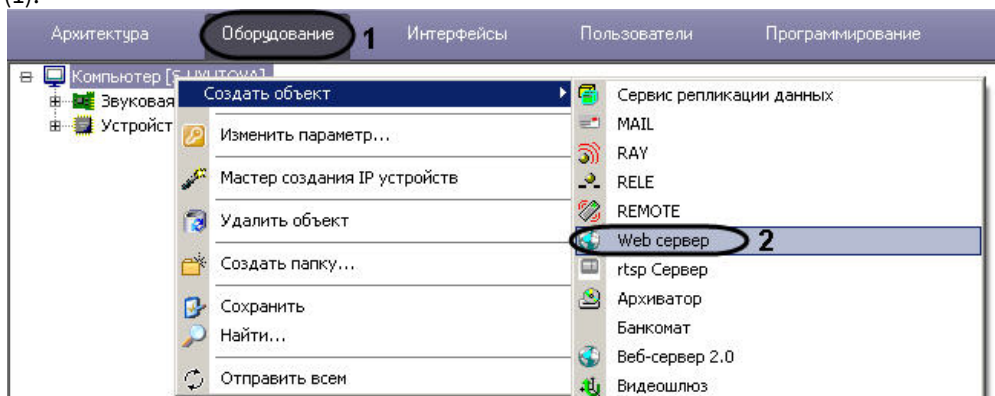 (1).
Архитектура Оборудование 1 Интерфейсы Пользователи Программирование
Компьютер [S-UYUTOVA]
Звуковая
Устройст
Создать объект
Изменить параметр...
Мастер создания IP устройств
Удалить объект
Создать папку...
Сохранить
Найти...
Отправить всем
Сервис репликации данных
MAIL
RAY
RELE
REMOTE
Web сервер 2
rtsp Сервер
Архиватор
Банкомат
Веб-сервер 2.0
Видеошлюз